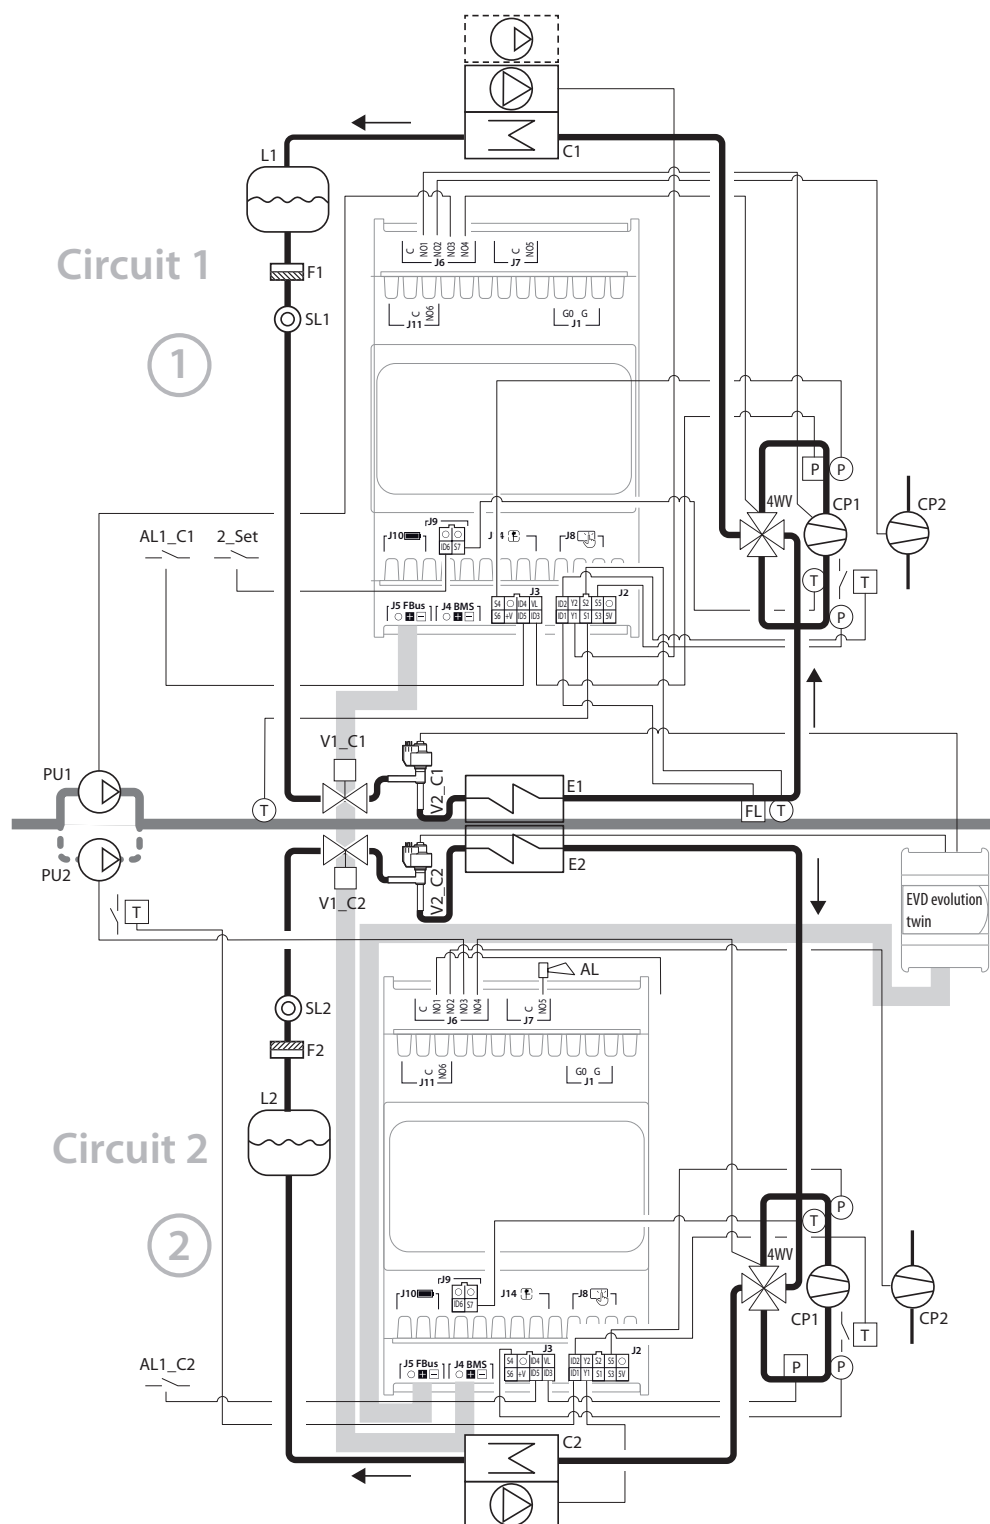 C1
L1
Circuit 1
F1
SL1
1
C NO1 NO2 NO3 NO4
J6
C NO5
J7
C NO6
J11
G0 G
J1
P P
4WV
CP1
CP2
AL1_C1
2_Set
J9
J10
ID6 S7
J8
T T
J5 FBus
J4 BMS
J3
S4 ID4 VL
S6 +V ID5 ID3
J2
ID2 Y2 S2 S5
ID1 Y1 S1 S3 5V
P
V1_C1
V2_C1
PU1
T
E1
FL T
PU2
V1_C2
V2_C2
E2
EVD evolution
twin
T
AL
C NO1 NO2 NO3 NO4
J6
C NO5
J7
SL2
F2
C NO6
J11
G0 G
J1
L2
Circuit 2
2
P
T
4WV
J9
J10
ID6 S7
J14
J8
CP1
CP2
T
AL1_C2
J5 FBus
J4 BMS
J3
S4 ID4 VL
S6 +V ID5 ID3
J2
ID2 Y2 S2 S5
ID1 Y1 S1 S3 5V
P P
C2